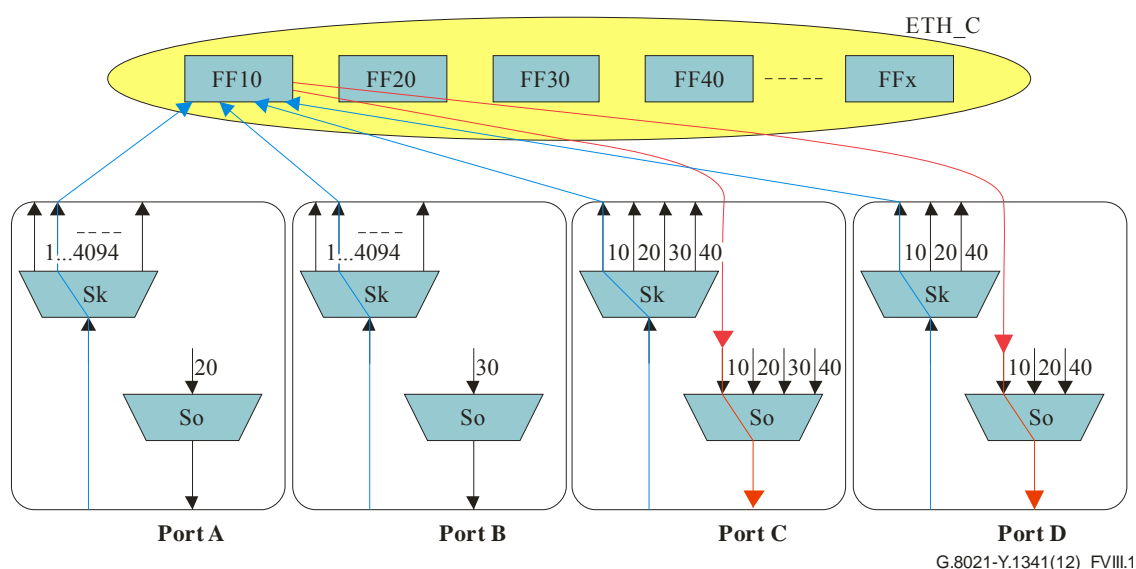 ETH_C
FF10 FF20 FF30 FF40 FFx
1...4094 1...4094 10 20 30 40 10 20 40
Sk Sk Sk Sk
20 30 10 20 30 40 10 20 40
So So So So
Port A Port B Port C Port D
G.8021-Y.1341(12)_FVIII.1